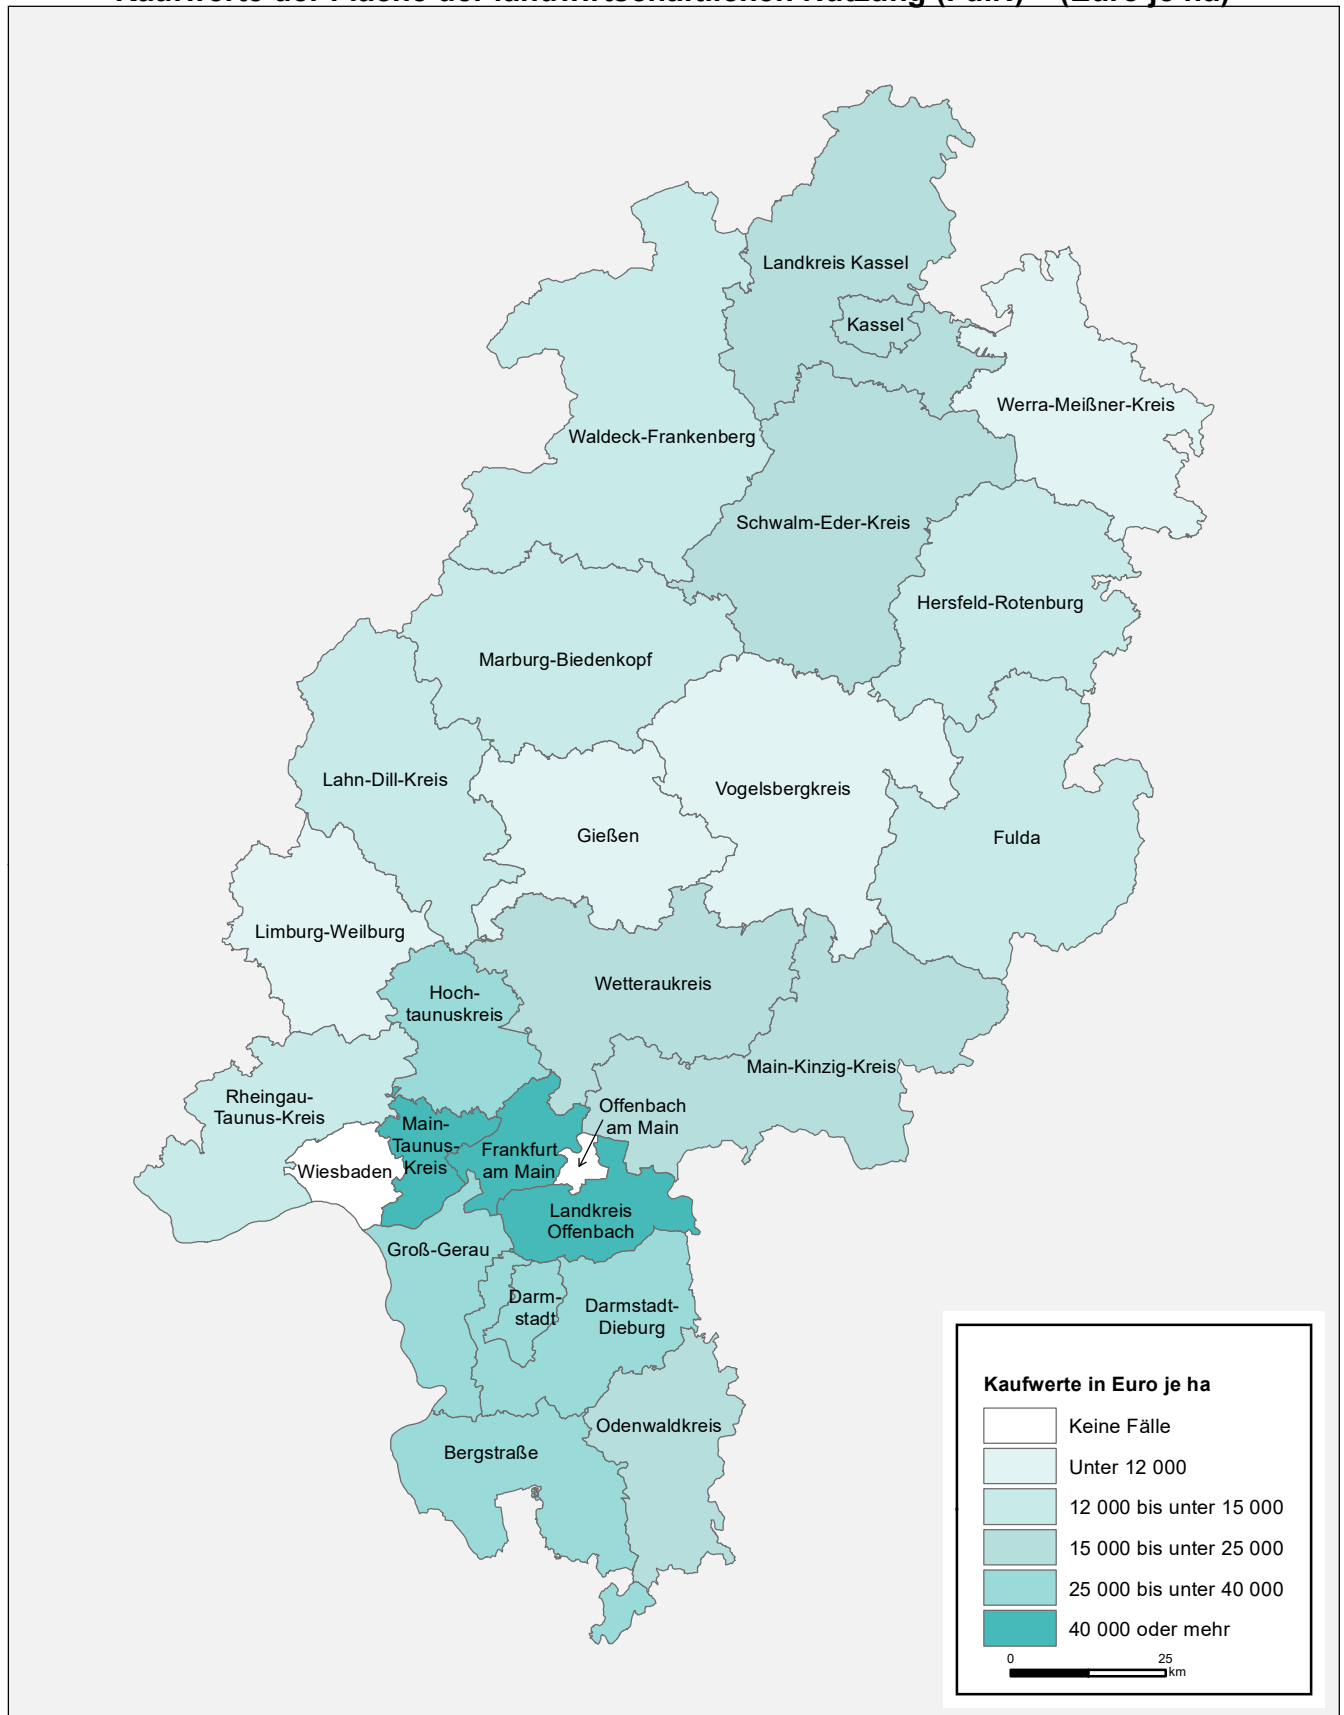 Landkreis Kassel
Kassel
Werra-Meißner-Kreis
Waldeck-Frankenberg
Schwalm-Eder-Kreis
Hersfeld-Rotenburg
Marburg-Biedenkopf
Lahn-Dill-Kreis
Vogelsbergkreis
Gießen
Fulda
Limburg-Weilburg
Wetteraukreis
Hoch-
taunuskreis
Main-Kinzig-Kreis
Rheingau-
Taunus-Kreis
Offenbach
am Main
Main-
Taunus-
Kreis
Frankfurt
am Main
Wiesbaden
Landkreis
Offenbach
Groß-Gerau
Darm-
stadt
Darmstadt-
Dieburg
Odenwaldkreis
Bergstraße
Kaufwerte in Euro je ha
Keine Fälle
Unter 12 000
12 000 bis unter 15 000
15 000 bis unter 25 000
25 000 bis unter 40 000
40 000 oder mehr
0 25
km